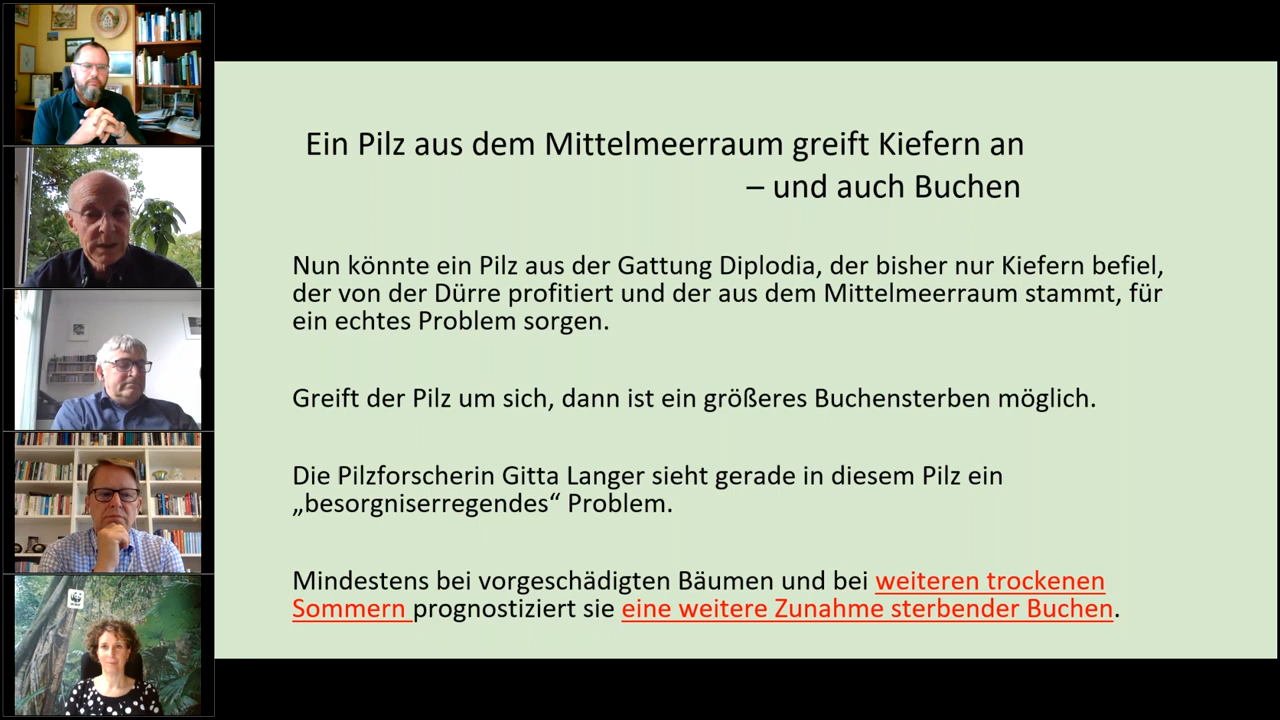 Ein Pilz aus dem Mittelmeerraum greift Kiefern an
– und auch Buchen
Nun könnte ein Pilz aus der Gattung Diplodia, der bisher nur Kiefern befiel,
der von der Dürre profitiert und der aus dem Mittelmeerraum stammt, für
ein echtes Problem sorgen.
Greift der Pilz um sich, dann ist ein größeres Buchensterben möglich.
Die Pilzforscherin Gitta Langer sieht gerade in diesem Pilz ein
„besorgniserregendes“ Problem.
Mindestens bei vorgeschädigten Bäumen und bei weiteren trockenen
Sommern prognostiziert sie eine weitere Zunahme sterbender Buchen.
WWF